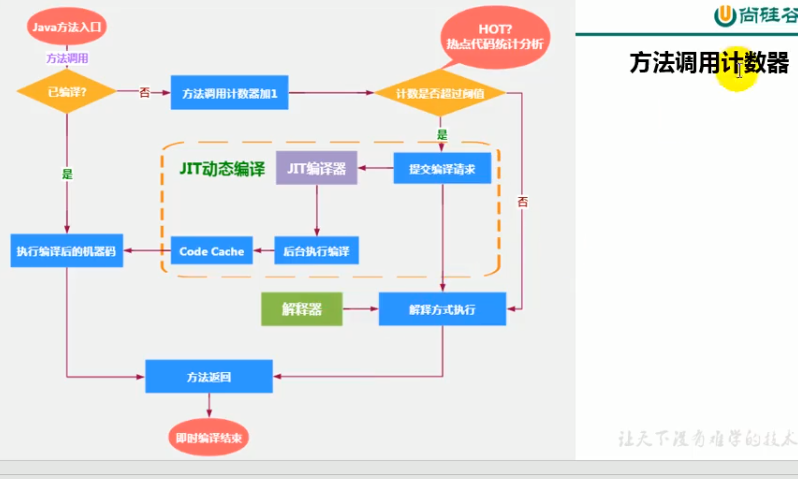 尚硅谷
方法调用计数器
Java方法入口
方法调用
HOT?
热点代码统计分析
已编译?
否
方法调用计数器加1
计数是否超过阈值
是
是
否
JIT动态编译
JIT编译器
提交编译请求
执行编译后的机器码
Code Cache
后台执行编译
解释器
解释方式执行
方法返回
即时编译结束
让天下没有难学的技术